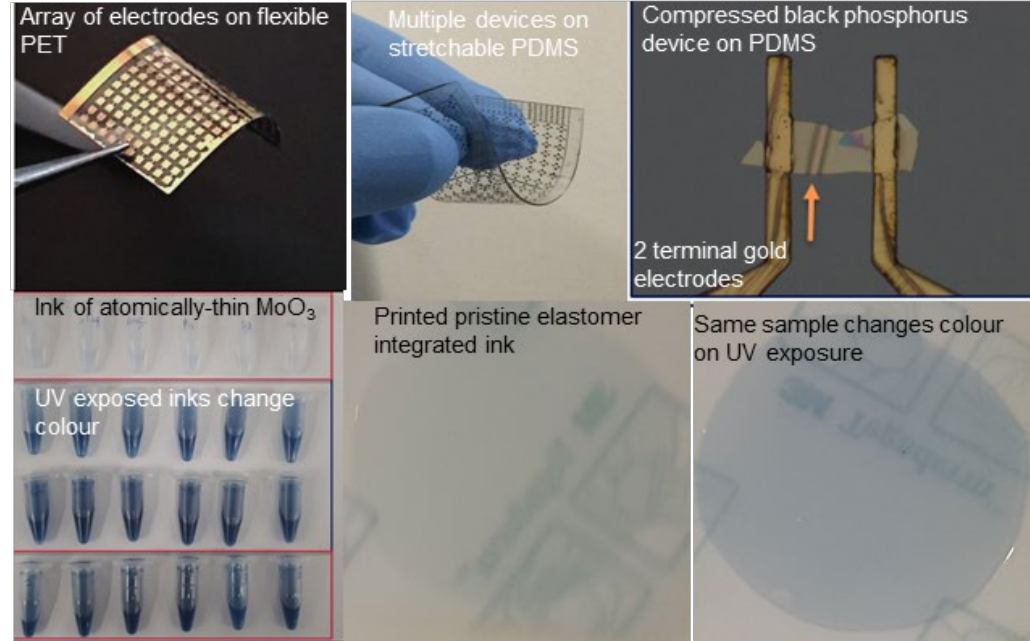 Array of electrodes on flexible
PET
Multiple devices on
stretchable PDMS
Compressed black phosphorus
device on PDMS
2 terminal gold
electrodes
Ink of atomically-thin MoO₃
UV exposed inks change
colour
Printed pristine elastomer
integrated ink
Same sample changes colour
on UV exposure